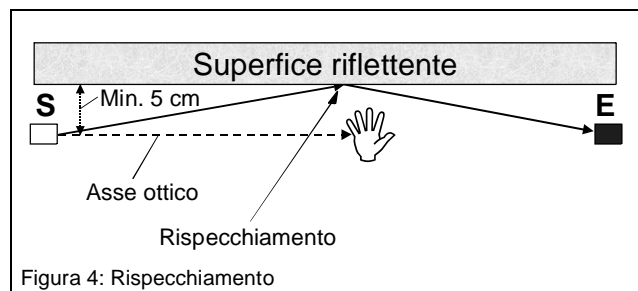 Superfice riflettente
S
Min. 5 cm
E
Asse ottico
Rispecchiamento
Figura 4: Rispecchiamento